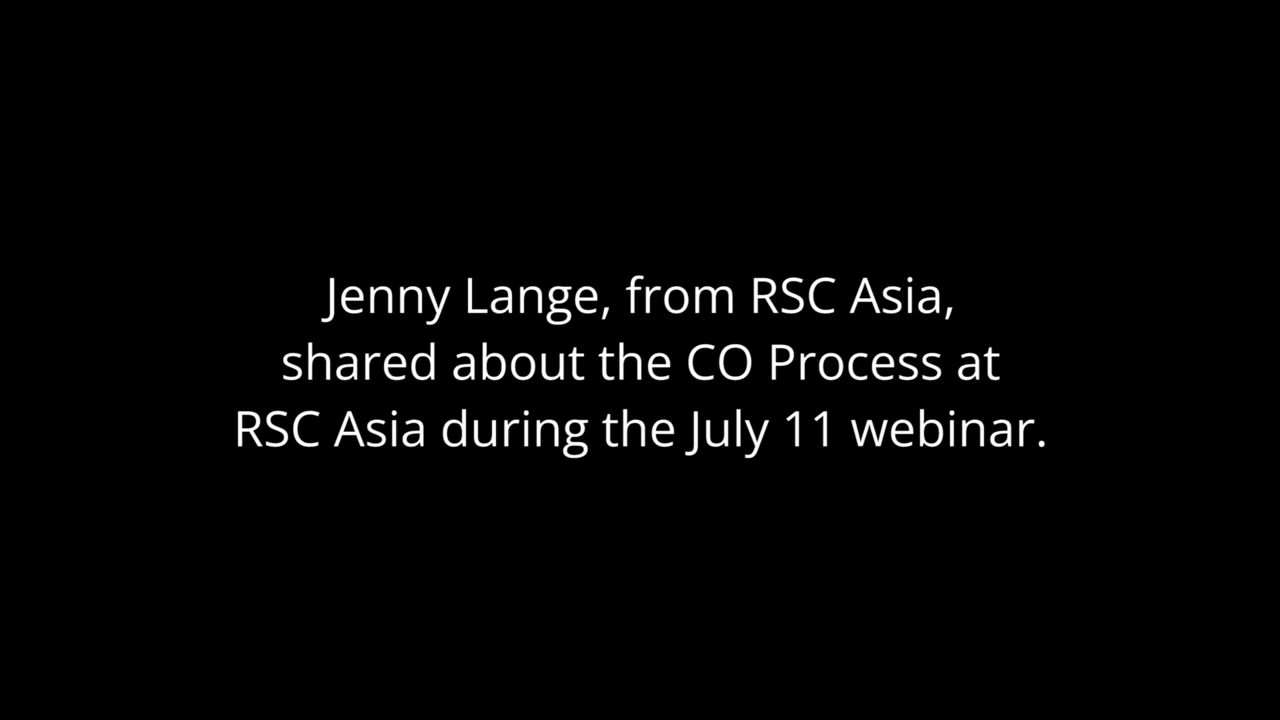 Jenny Lange, from RSC Asia,
shared about the CO Process at
RSC Asia during the July 11 webinar.